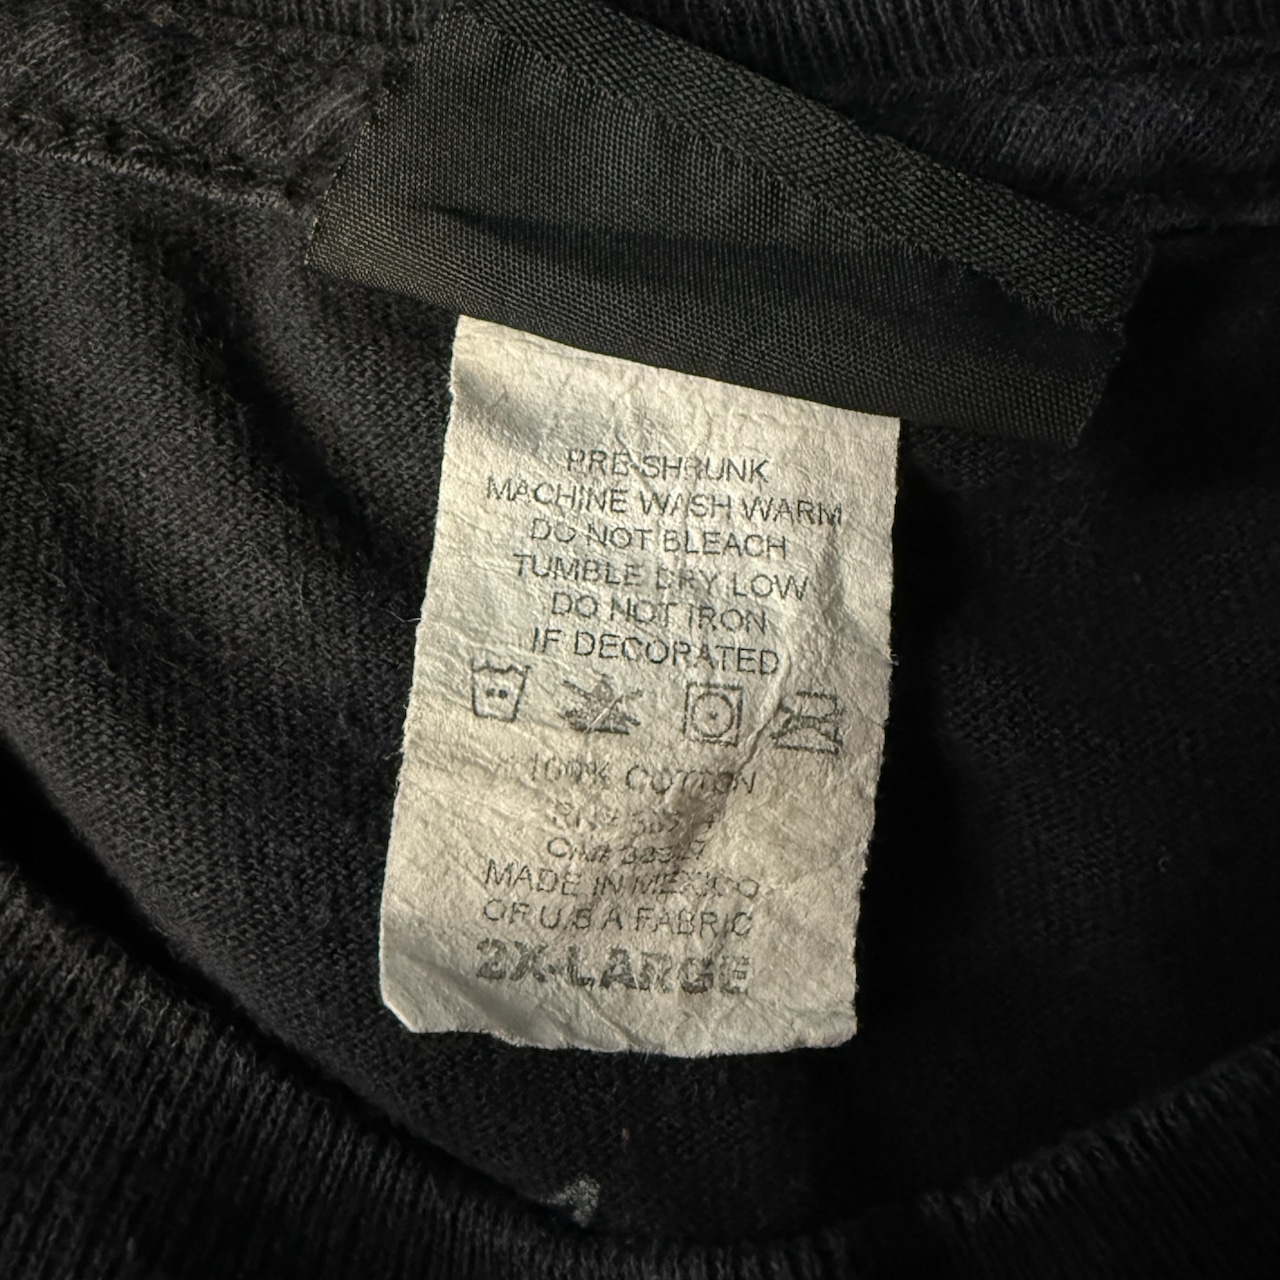 PRE-SHRUNK
MACHINE WASH WARM
DO NOT BLEACH
TUMBLE DRY LOW
DO NOT IRON
IF DECORATED
100% COTTON
MADE IN MEXICO
OF U.S A FABRIC
2X-LARGE